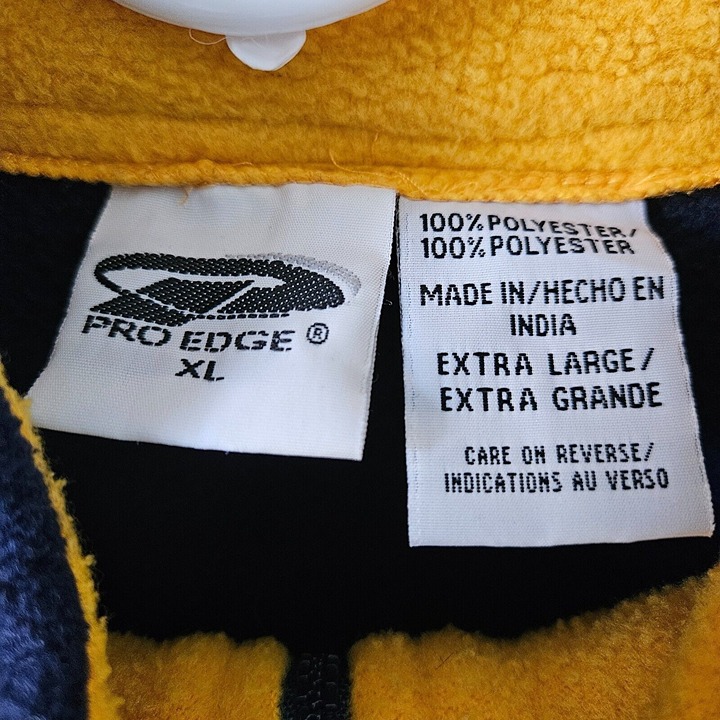 PRO EDGE ®
XL
100% POLYESTER/
100% POLYESTER
MADE IN/HECHO EN
INDIA
EXTRA LARGE/
EXTRA GRANDE
CARE ON REVERSE/
INDICATIONS AU VERSO